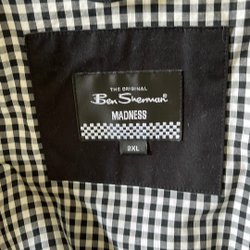 THE ORIGINAL
Ben Sherman
MADNESS
2XL